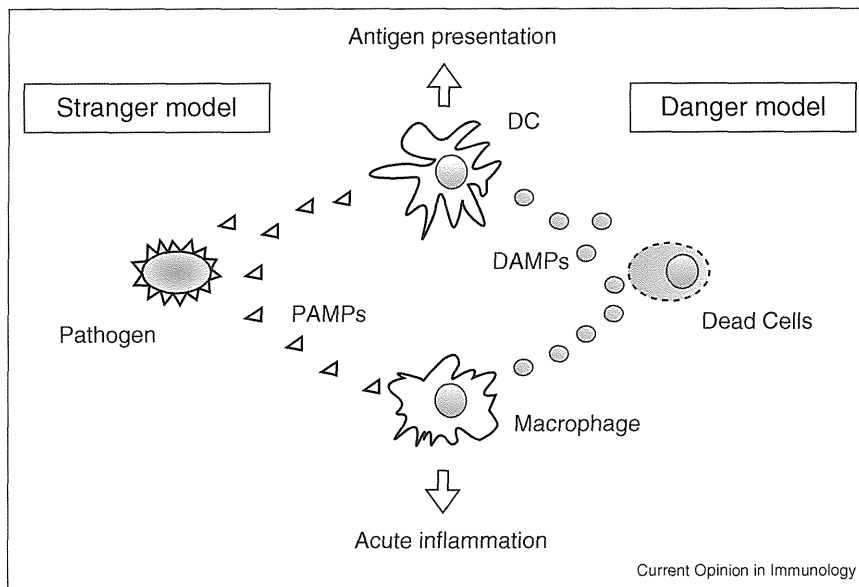 Antigen presentation
Stranger model
Danger model
DC
DAMPs
PAMPs
Pathogen
Dead Cells
Macrophage
Acute inflammation
Current Opinion in Immunology